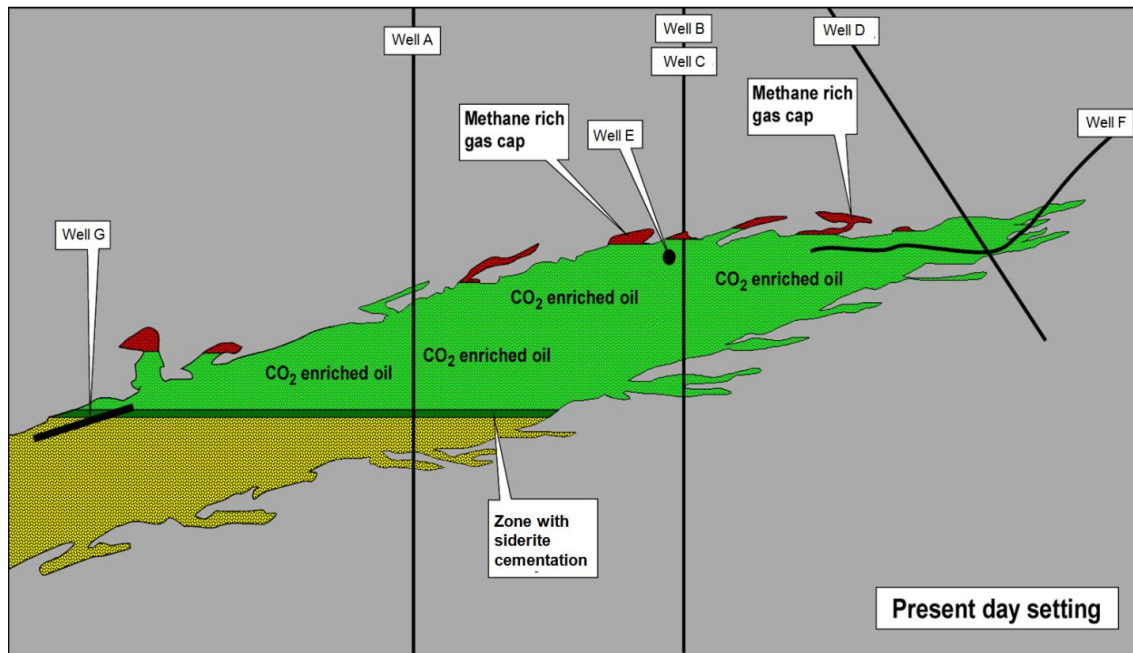 Well A
Well B
Well C
Well D
Methane rich
gas cap
Well E
Methane rich
gas cap
Well F
Well G
CO2 enriched oil
CO2 enriched oil
CO2 enriched oil
CO2 enriched oil
Zone with
siderite
cementation
Present day setting